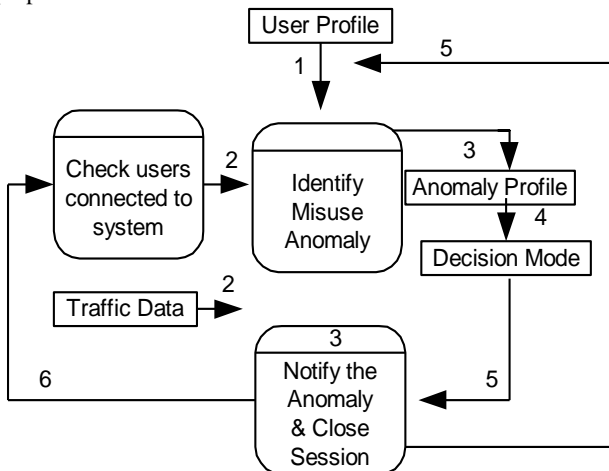 User Profile
1
5
Check users
connected to
system
2
Identify
Misuse
Anomaly
3
Anomaly Profile
4
Decision Mode
Traffic Data
2
3
Notify the
Anomaly
& Close
Session
5
6